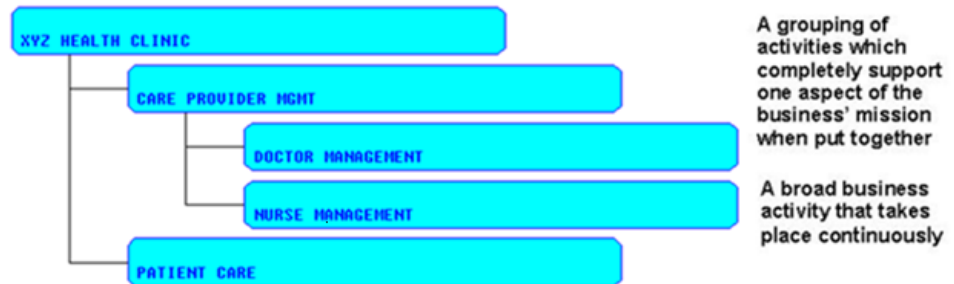 XYZ HEALTH CLINIC
CARE PROVIDER MGMT
DOCTOR MANAGEMENT
NURSE MANAGEMENT
PATIENT CARE
A grouping of
activities which
completely support
one aspect of the
business' mission
when put together
A broad business
activity that takes
place continuously